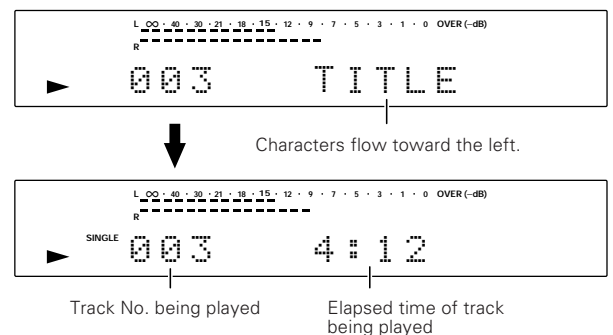 L ∞ · 40 · 30 · 21 · 18 · 15 · 12 · 9 · 7 · 5 · 3 · 1 · 0 OVER (–dB)
R
003 TITLE
Characters flow toward the left.
L ∞ · 40 · 30 · 21 · 18 · 15 · 12 · 9 · 7 · 5 · 3 · 1 · 0 OVER (–dB)
R
SINGLE 003 4:12
Track No. being played
Elapsed time of track
being played